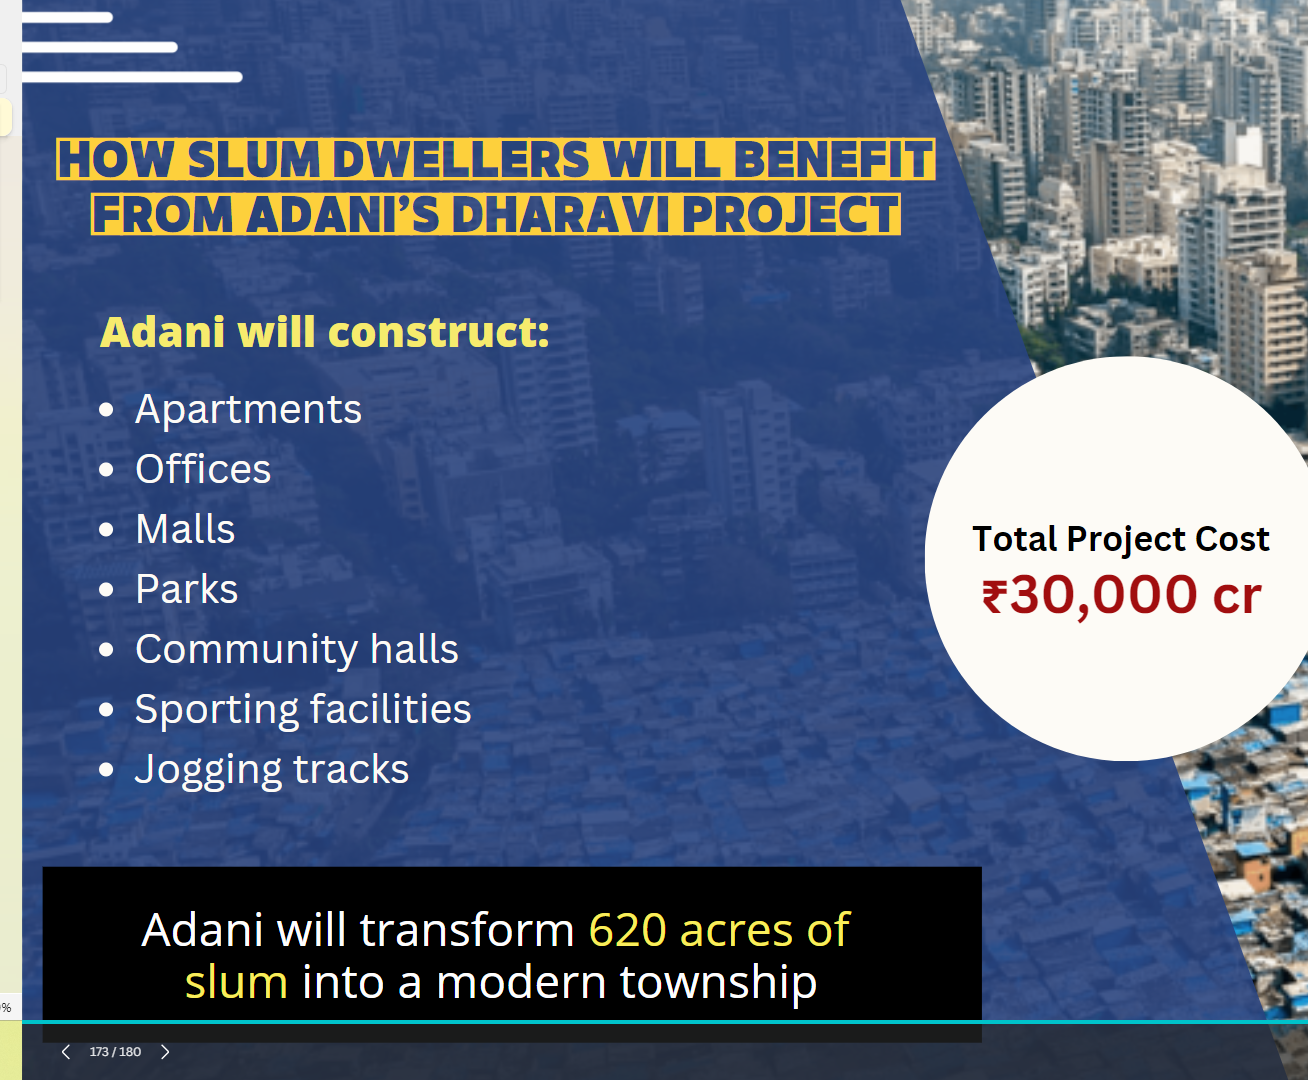 HOW SLUM DWELLERS WILL BENEFIT
FROM ADANI’S DHARAVI PROJECT
Adani will construct:
• Apartments
• Offices
• Malls
• Parks
• Community halls
• Sporting facilities
• Jogging tracks
Total Project Cost
₹30,000 cr
Adani will transform 620 acres of
slum into a modern township
173 / 180